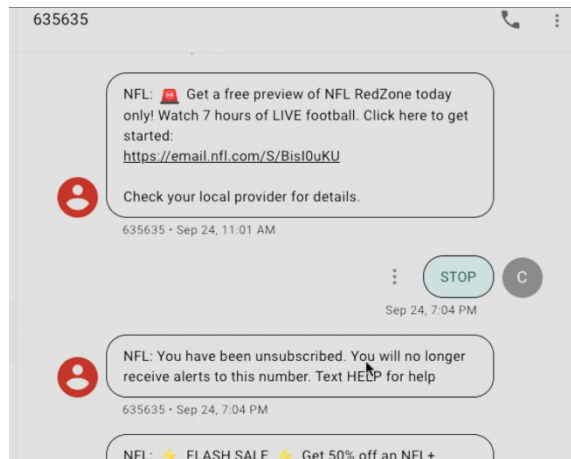 635635
NFL: 🚨 Get a free preview of NFL RedZone today
only! Watch 7 hours of LIVE football. Click here to get
started:
https://email.nfl.com/S/BisI0uKU
Check your local provider for details.
635635 • Sep 24, 11:01 AM
STOP
C
Sep 24, 7:04 PM
NFL: You have been unsubscribed. You will no longer
receive alerts to this number. Text HELP for help
635635 • Sep 24, 7:04 PM
NFL: ⚡ FLASH SALE ⚡ Get 50% off an NFL+